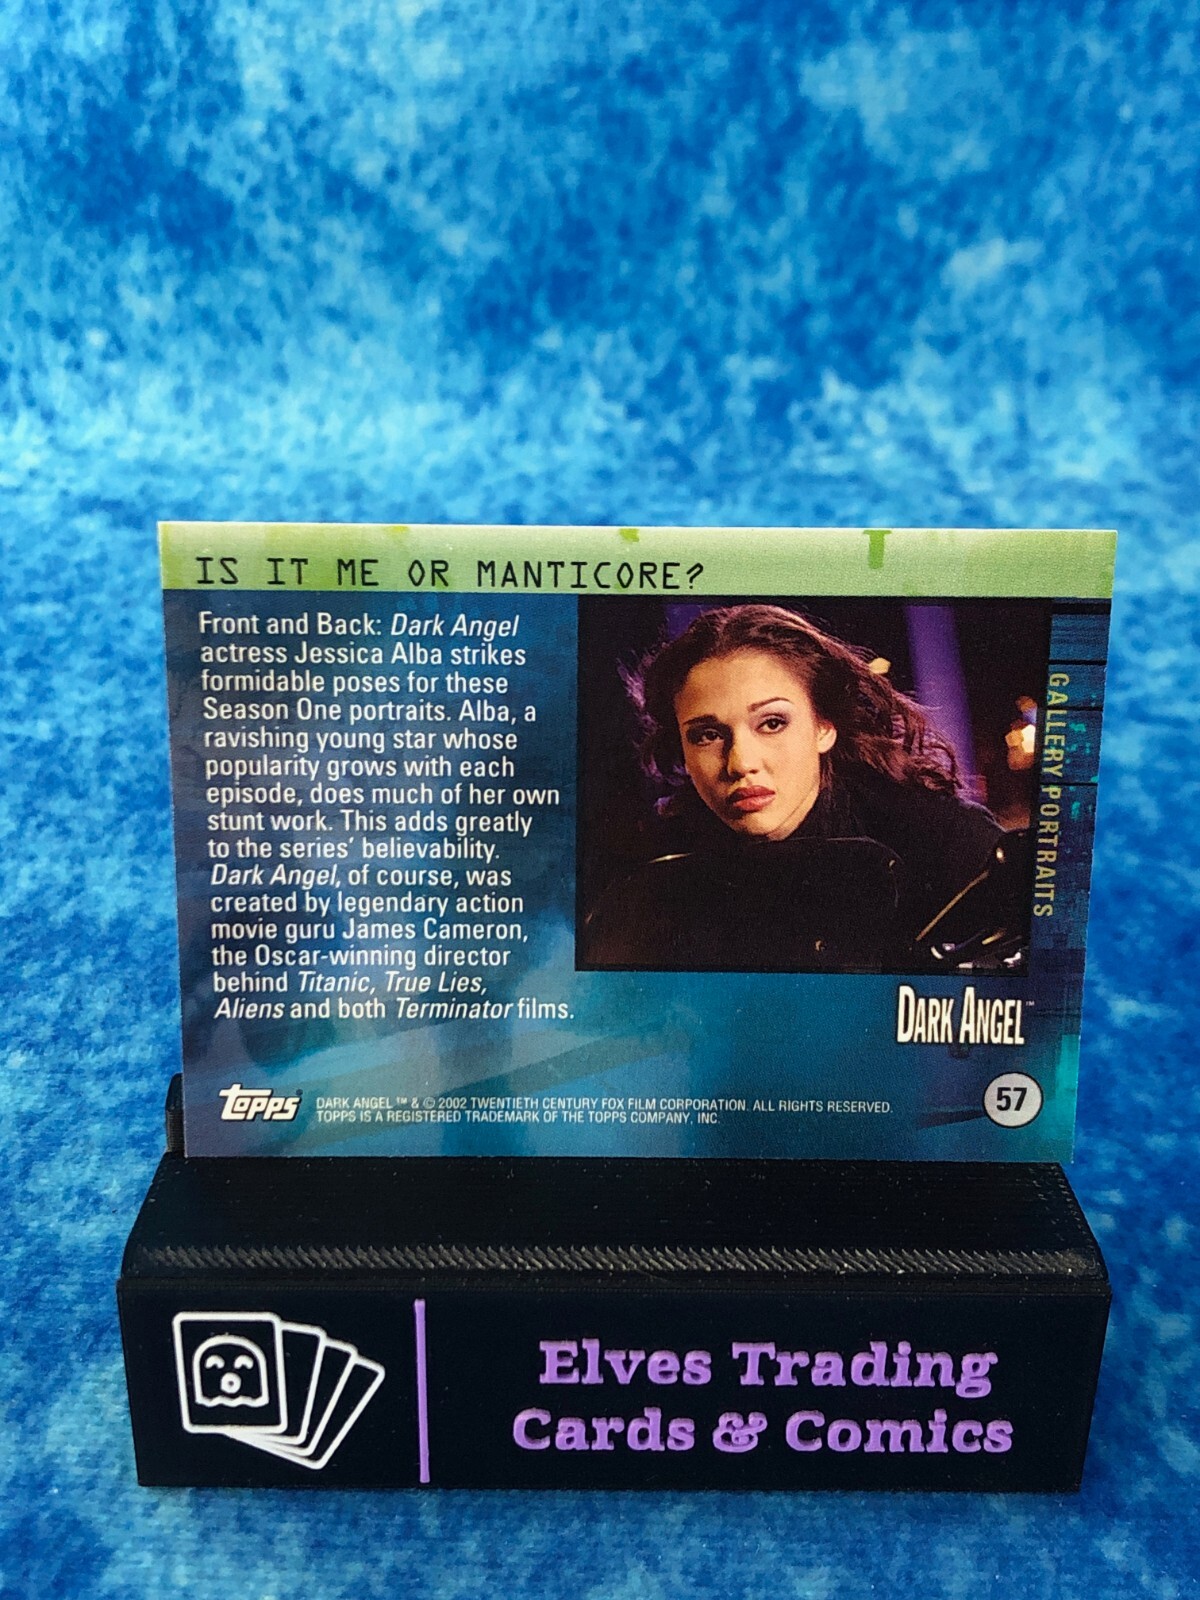 IS IT ME OR MANTICORE?
Front and Back: Dark Angel
actress Jessica Alba strikes
formidable poses for these
Season One portraits. Alba, a
ravishing young star whose
popularity grows with each
episode, does much of her own
stunt work. This adds greatly
to the series' believability.
Dark Angel, of course, was
created by legendary action
movie guru James Cameron,
the Oscar-winning director
behind Titanic, True Lies,
Aliens and both Terminator films.
GALLERY PORTRAITS
DARK ANGEL™
57
Topps®
DARK ANGEL ™ & © 2002 TWENTIETH CENTURY FOX FILM CORPORATION. ALL RIGHTS RESERVED.
TOPPS IS A REGISTERED TRADEMARK OF THE TOPPS COMPANY, INC.
Elves Trading
Cards & Comics